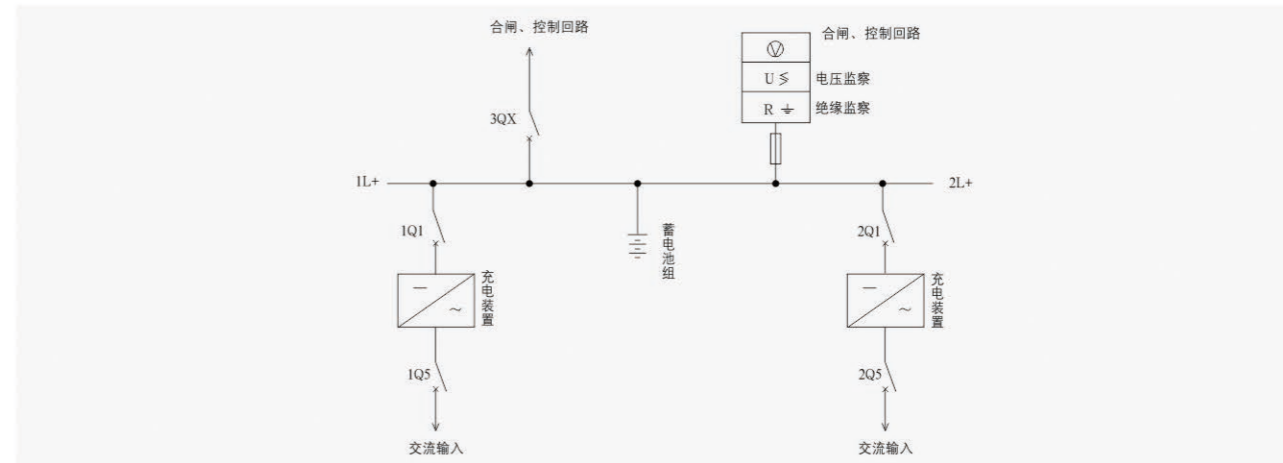 合闸、控制回路
合闸、控制回路
V
U ≶
电压监察
R ⏚
绝缘监察
3QX
1L+
2L+
1Q1
蓄电池组
2Q1
充电装置
充电装置
1Q5
2Q5
交流输入
交流输入